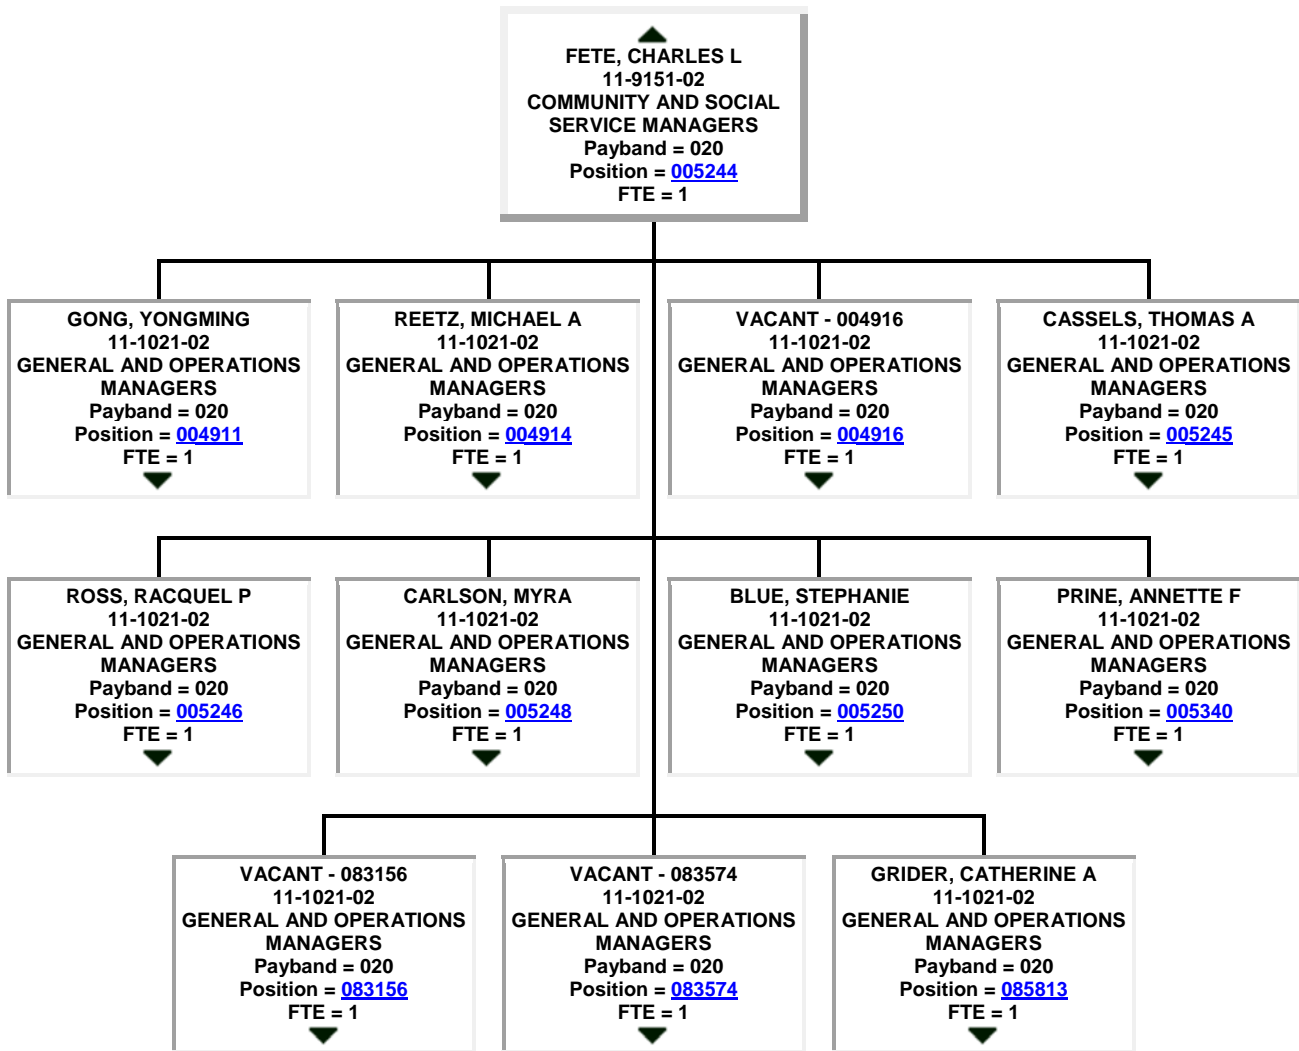 FETE, CHARLES L
11-9151-02
COMMUNITY AND SOCIAL
SERVICE MANAGERS
Payband = 020
Position = 005244
FTE = 1
GONG, YONGMING
11-1021-02
GENERAL AND OPERATIONS
MANAGERS
Payband = 020
Position = 004911
FTE = 1
REETZ, MICHAEL A
11-1021-02
GENERAL AND OPERATIONS
MANAGERS
Payband = 020
Position = 004914
FTE = 1
VACANT - 004916
11-1021-02
GENERAL AND OPERATIONS
MANAGERS
Payband = 020
Position = 004916
FTE = 1
CASSELS, THOMAS A
11-1021-02
GENERAL AND OPERATIONS
MANAGERS
Payband = 020
Position = 005245
FTE = 1
ROSS, RACQUEL P
11-1021-02
GENERAL AND OPERATIONS
MANAGERS
Payband = 020
Position = 005246
FTE = 1
CARLSON, MYRA
11-1021-02
GENERAL AND OPERATIONS
MANAGERS
Payband = 020
Position = 005248
FTE = 1
BLUE, STEPHANIE
11-1021-02
GENERAL AND OPERATIONS
MANAGERS
Payband = 020
Position = 005250
FTE = 1
PRINE, ANNETTE F
11-1021-02
GENERAL AND OPERATIONS
MANAGERS
Payband = 020
Position = 005340
FTE = 1
VACANT - 083156
11-1021-02
GENERAL AND OPERATIONS
MANAGERS
Payband = 020
Position = 083156
FTE = 1
VACANT - 083574
11-1021-02
GENERAL AND OPERATIONS
MANAGERS
Payband = 020
Position = 083574
FTE = 1
GRIDER, CATHERINE A
11-1021-02
GENERAL AND OPERATIONS
MANAGERS
Payband = 020
Position = 085813
FTE = 1